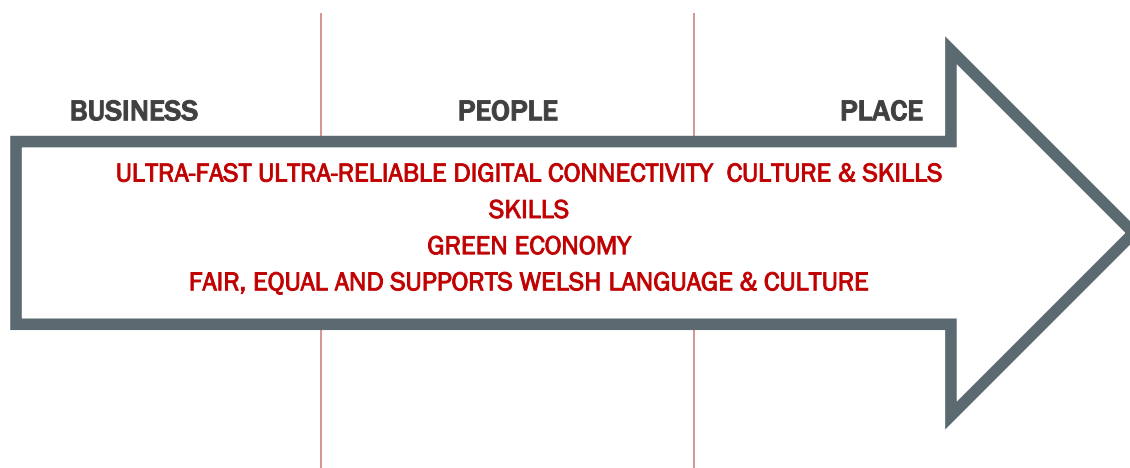 BUSINESS PEOPLE PLACE
ULTRA-FAST ULTRA-RELIABLE DIGITAL CONNECTIVITY  CULTURE & SKILLS
SKILLS
GREEN ECONOMY
FAIR, EQUAL AND SUPPORTS WELSH LANGUAGE & CULTURE